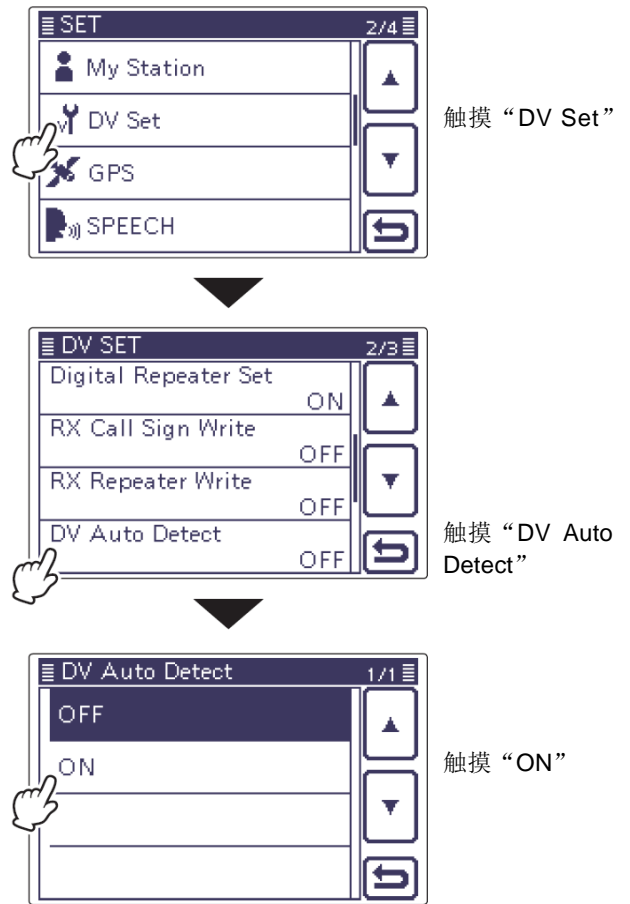 SET 2/4
My Station
DV Set
GPS
SPEECH
触摸“DV Set”
DV SET 2/3
Digital Repeater Set
ON
RX Call Sign Write
OFF
RX Repeater Write
OFF
DV Auto Detect
OFF
触摸“DV Auto
Detect”
DV Auto Detect 1/1
OFF
ON
触摸“ON”